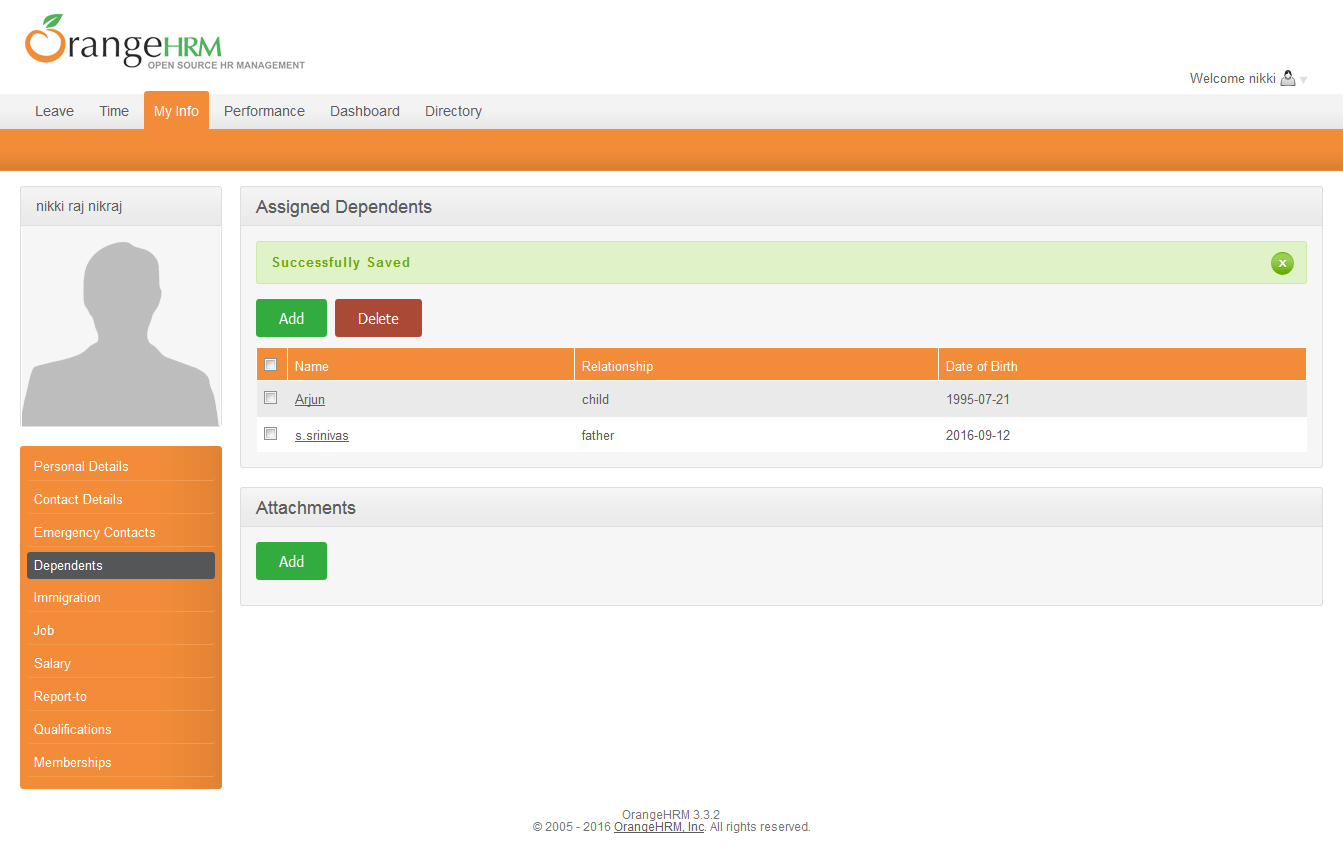 OrangeHRM
OPEN SOURCE HR MANAGEMENT
Welcome nikki
Leave Time My Info Performance Dashboard Directory
nikki raj nikraj
Personal Details
Contact Details
Emergency Contacts
Dependents
Immigration
Job
Salary
Report-to
Qualifications
Memberships
Assigned Dependents
Successfully Saved x
Add Delete
Name Relationship Date of Birth
Arjun child 1995-07-21
s.srinivas father 2016-09-12
Attachments
Add
OrangeHRM 3.3.2
© 2005 - 2016 OrangeHRM, Inc. All rights reserved.